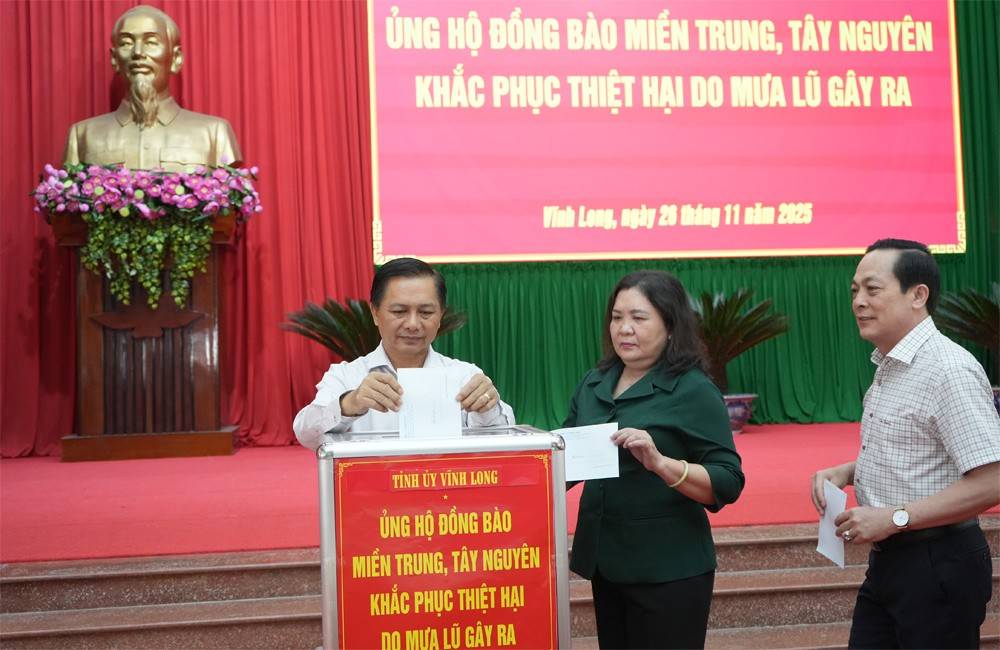 ỦNG HỘ ĐỒNG BÀO MIỀN TRUNG, TÂY NGUYÊN
KHẮC PHỤC THIỆT HẠI DO MƯA LŨ GÂY RA
Vĩnh Long, ngày 26 tháng 11 năm 2025
TỈNH ỦY VĨNH LONG
ỦNG HỘ ĐỒNG BÀO
MIỀN TRUNG, TÂY NGUYÊN
KHẮC PHỤC THIỆT HẠI
DO MƯA LŨ GÂY RA